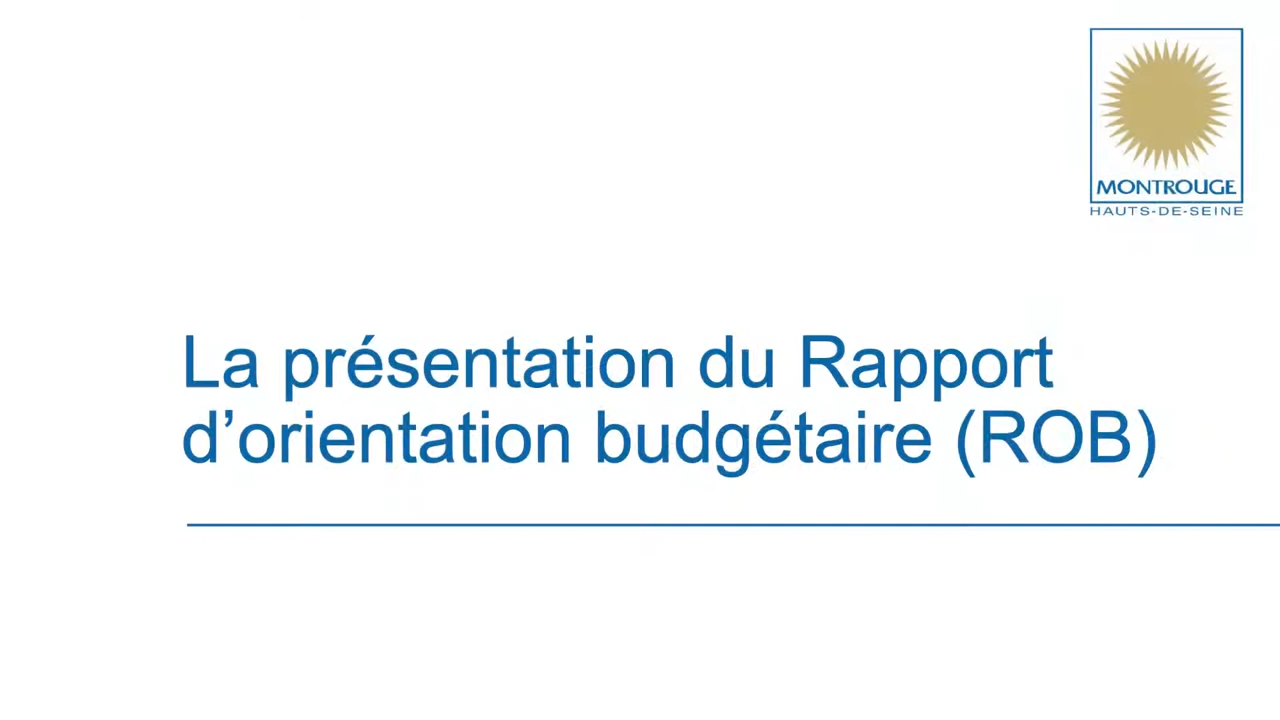 MONTROUGE
HAUTS-DE-SEINE
La présentation du Rapport
d’orientation budgétaire (ROB)